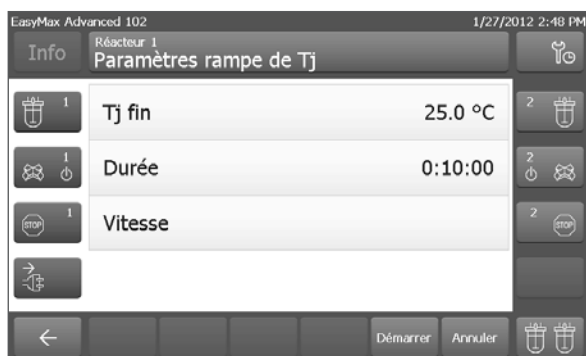 EasyMax Advanced 102
1/27/2012 2:48 PM
Info
Réacteur 1
Paramètres rampe de Tj
1
Tj fin
25.0 °C
2
1
Durée
0:10:00
2
STOP
1
Vitesse
2
STOP
Démarrer
Annuler